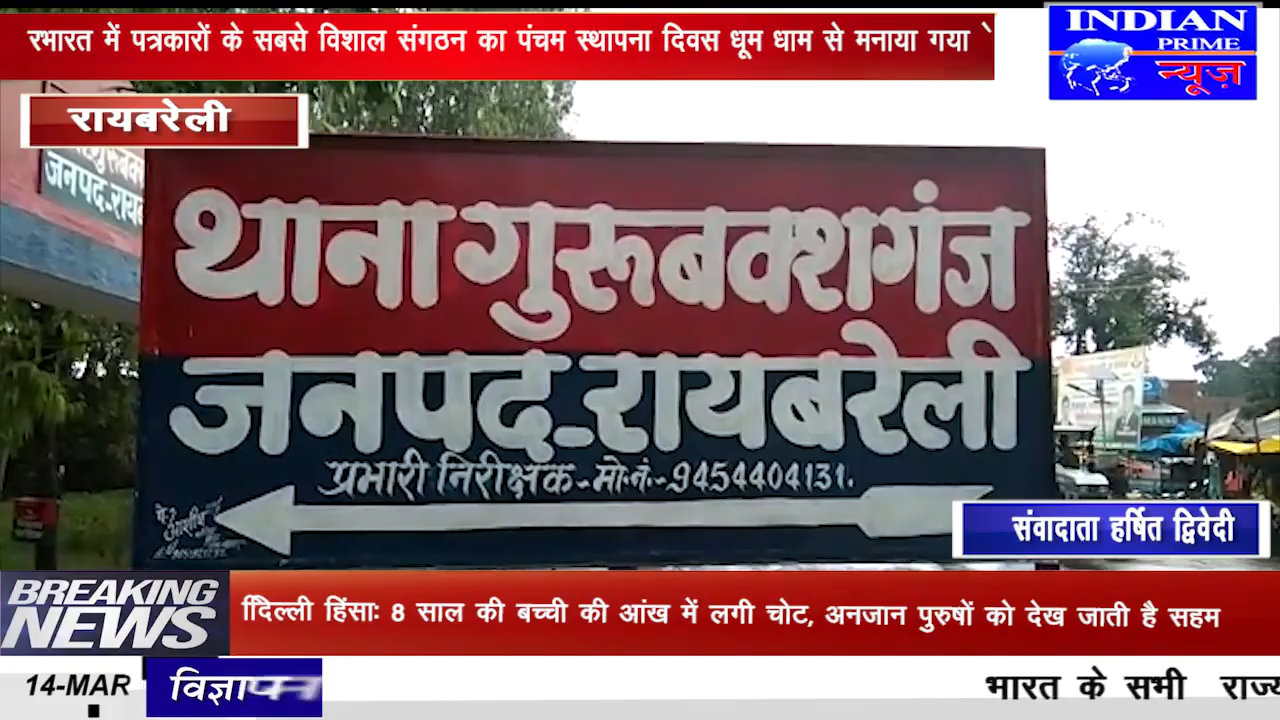 रभारत में पत्रकारों के सबसे विशाल संगठन का पंचम स्थापना दिवस धूम धाम से मनाया गया
INDIAN
PRIME
न्यूज़
रायबरेली
जनपद-राय
थाना गुरूबक्शगंज
जनपद-रायबरेली
प्रभारी निरीक्षक-मो.नं.-9454404131.
संवादाता हर्षित द्विवेदी
BREAKING
NEWS
दिल्ली हिंसाः 8 साल की बच्ची की आंख में लगी चोट, अनजान पुरुषों को देख जाती है सहम
14-MAR
विज्ञापन
भारत के सभी राज्य